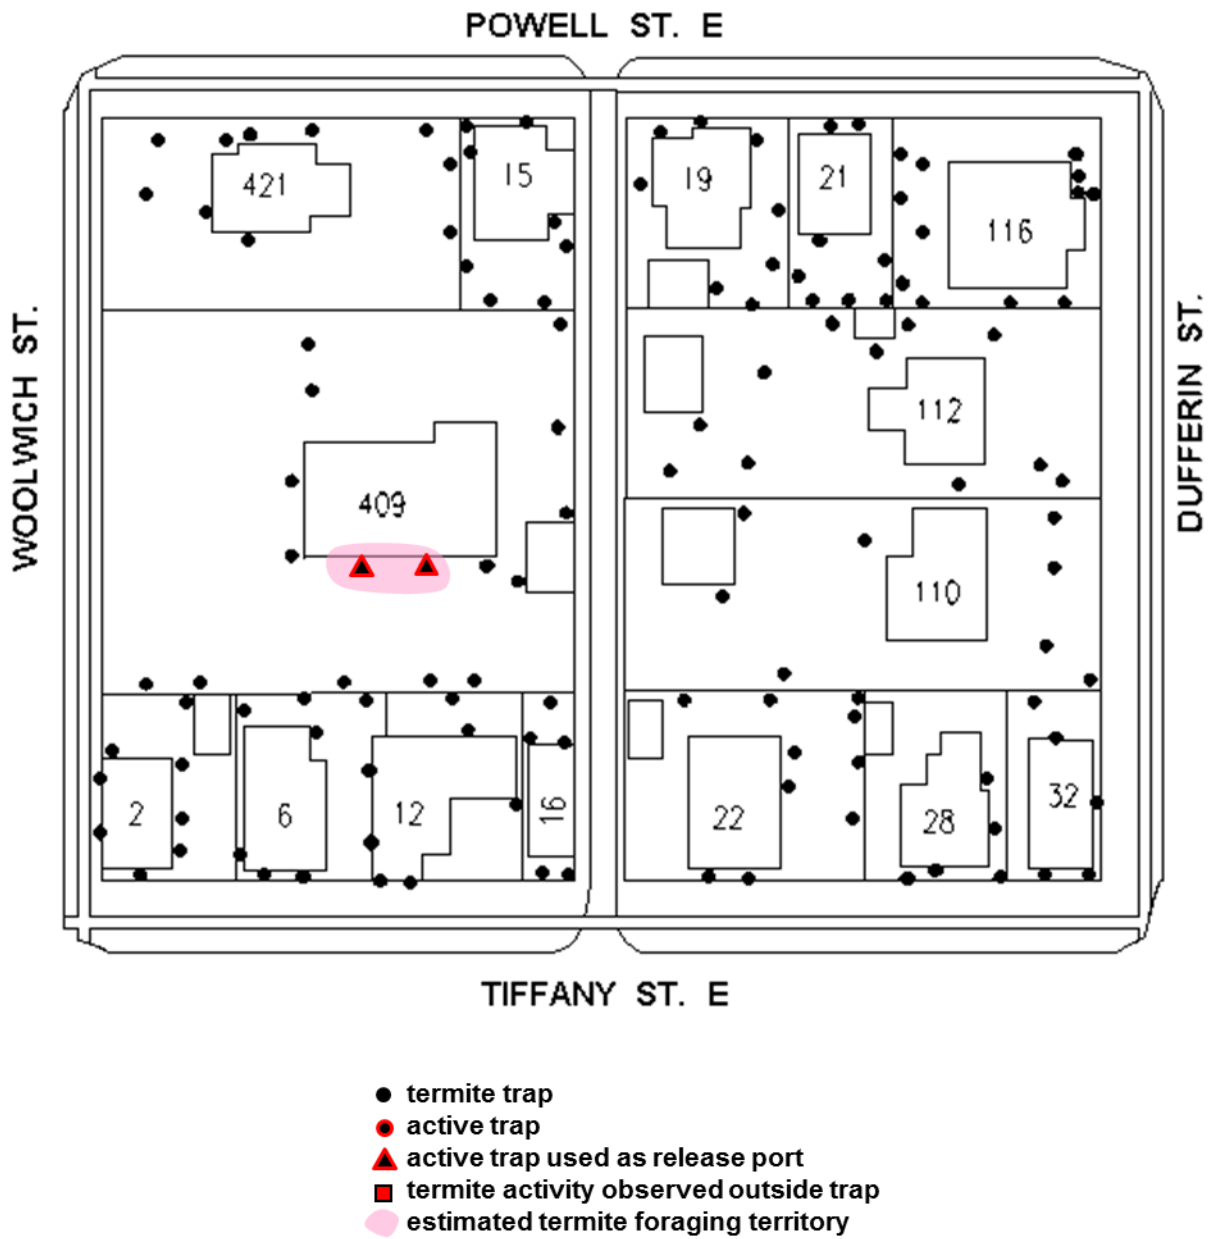 POWELL ST. E
421
15
19
21
116
WOOLWICH ST.
DUFFERIN ST.
112
409
110
2
6
12
16
22
28
32
TIFFANY ST. E
termite trap
active trap
active trap used as release port
termite activity observed outside trap
estimated termite foraging territory